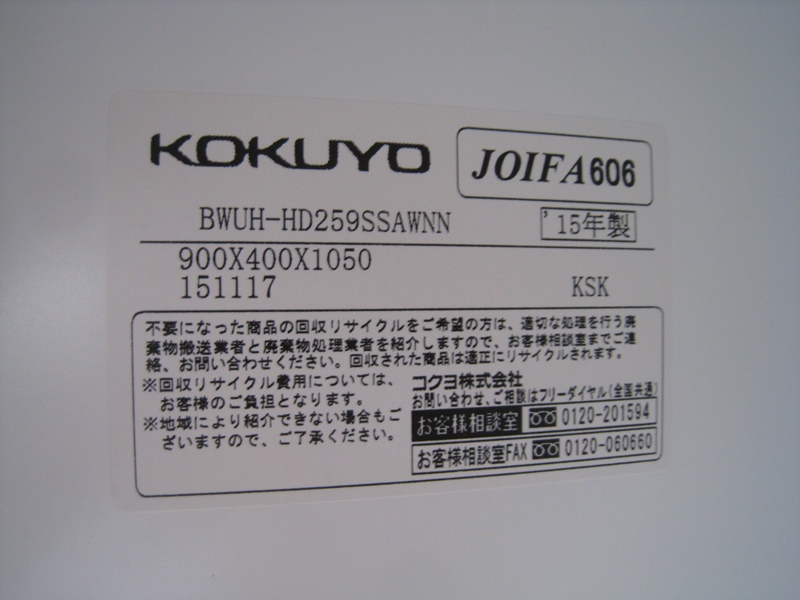 KOKUYO
JOIFA606
BWUH-HD259SSAWNN
'15年製
900X400X1050
151117
KSK
不要になった商品の回収リサイクルをご希望の方は、適切な処理を行う廃
棄物搬送業者と廃棄物処理業者を紹介しますので、お客様相談室までご連
絡、お問い合わせください。回収された商品は適正にリサイクルされます。
※回収リサイクル費用については、
お客様のご負担となります。
※地域により紹介できない場合もご
ざいますので、ご了承ください。
コクヨ株式会社
お問い合わせ、ご相談はフリーダイヤル(全国共通)
お客様相談室 0120-201594
お客様相談室FAX 0120-060660